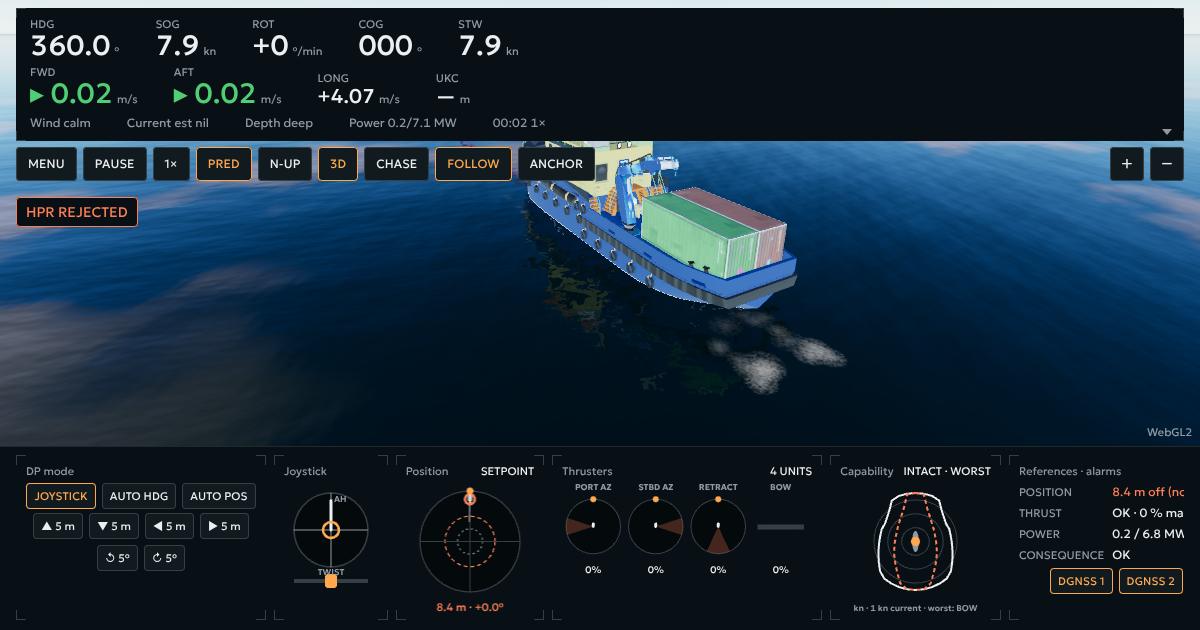 HDG SOG ROT COG STW
360.0 ° 7.9 kn +0 °/min 000 ° 7.9 kn
FWD AFT LONG UKC
▶ 0.02 m/s ▶ 0.02 m/s +4.07 m/s — m
Wind calm Current est nil Depth deep Power 0.2/7.1 MW 00:02 1×
MENU PAUSE 1× PRED N-UP 3D CHASE FOLLOW ANCHOR + −
HPR REJECTED
WebGL2
DP mode
JOYSTICK AUTO HDG AUTO POS
▲ 5 m ▼ 5 m ◀ 5 m ▶ 5 m
↺ 5° ↻ 5°
Joystick
AH
TWIST
Position SETPOINT
8.4 m · +0.0°
Thrusters 4 UNITS
PORT AZ STBD AZ RETRACT BOW
0% 0% 0% 0%
Capability INTACT · WORST
kn · 1 kn current · worst: BOW
References · alarms
POSITION 8.4 m off (nc
THRUST OK · 0 % ma
POWER 0.2 / 6.8 MW
CONSEQUENCE OK
DGNSS 1 DGNSS 2